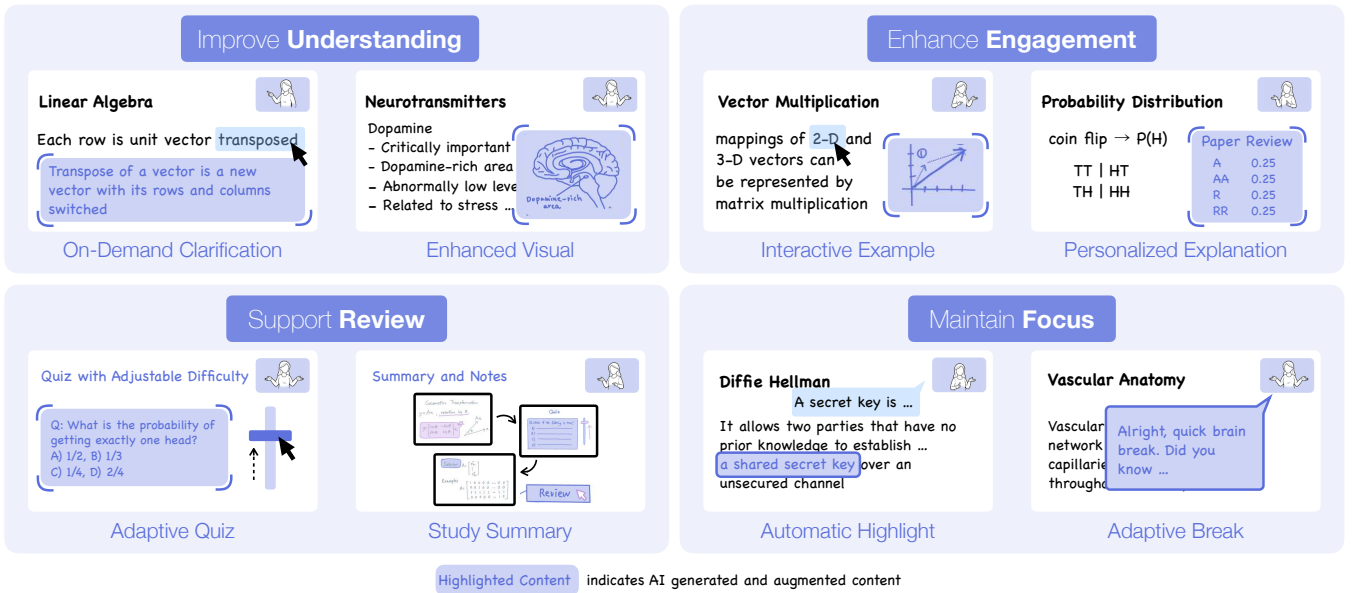 Improve Understanding
Linear Algebra
Each row is unit vector transposed
Transpose of a vector is a new
vector with its rows and columns
switched
On-Demand Clarification
Neurotransmitters
Dopamine
- Critically important
- Dopamine-rich area
- Abnormally low leve
- Related to stress ...
Dopamine-rich
area
Enhanced Visual
Enhance Engagement
Vector Multiplication
mappings of 2-D and
3-D vectors can
be represented by
matrix multiplication
Interactive Example
Probability Distribution
coin flip → P(H)
TT | HT
TH | HH
Paper Review
A 0.25
AA 0.25
R 0.25
RR 0.25
Personalized Explanation
Support Review
Quiz with Adjustable Difficulty
Q: What is the probability of
getting exactly one head?
A) 1/2, B) 1/3
C) 1/4, D) 2/4
Adaptive Quiz
Summary and Notes
Geometric Transformation
Quiz
Review
Study Summary
Maintain Focus
Diffie Hellman
A secret key is ...
It allows two parties that have no
prior knowledge to establish ...
a shared secret key over an
unsecured channel
Automatic Highlight
Vascular Anatomy
Vascular
network
capillarie
througho
Alright, quick brain
break. Did you
know ...
Adaptive Break
Highlighted Content indicates AI generated and augmented content